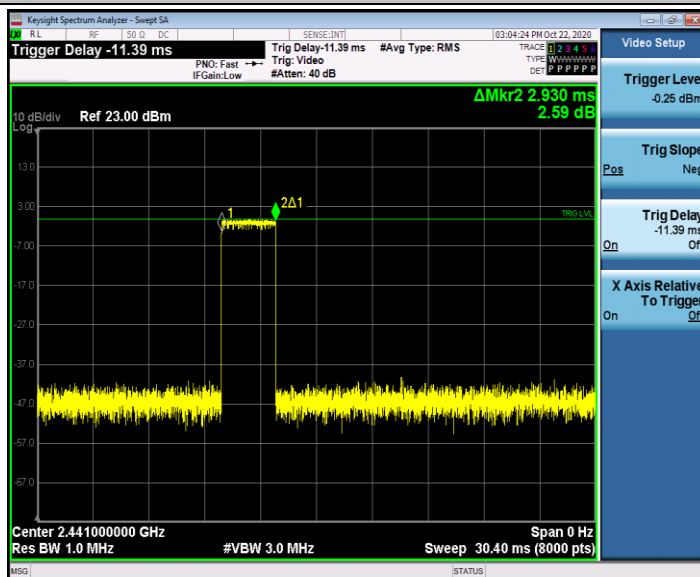 Keysight Spectrum Analyzer - Swept SA
RL RF 50 Ω DC SENSE:INT 03:04:24 PM Oct 22, 2020
Trigger Delay -11.39 ms
PNO: Fast
IFGain:Low
Trig Delay-11.39 ms
Trig: Video
#Atten: 40 dB
#Avg Type: RMS
TRACE 1 2 3 4 5 6
TYPE WWWWWW
DET P P P P P P
ΔMkr2 2.930 ms
2.59 dB
10 dB/div Ref 23.00 dBm
Log
13.0
3.00
-7.00
-17.0
-27.0
-37.0
-47.0
-57.0
-67.0
1
2Δ1
TRIG LVL
Center 2.441000000 GHz
Span 0 Hz
Res BW 1.0 MHz
#VBW 3.0 MHz
Sweep 30.40 ms (8000 pts)
MSG
STATUS
Video Setup
Trigger Leve
-0.25 dBm
Trig Slope
Pos Neg
Trig Delay
-11.39 ms
On Of
X Axis Relative
To Trigger
On Of